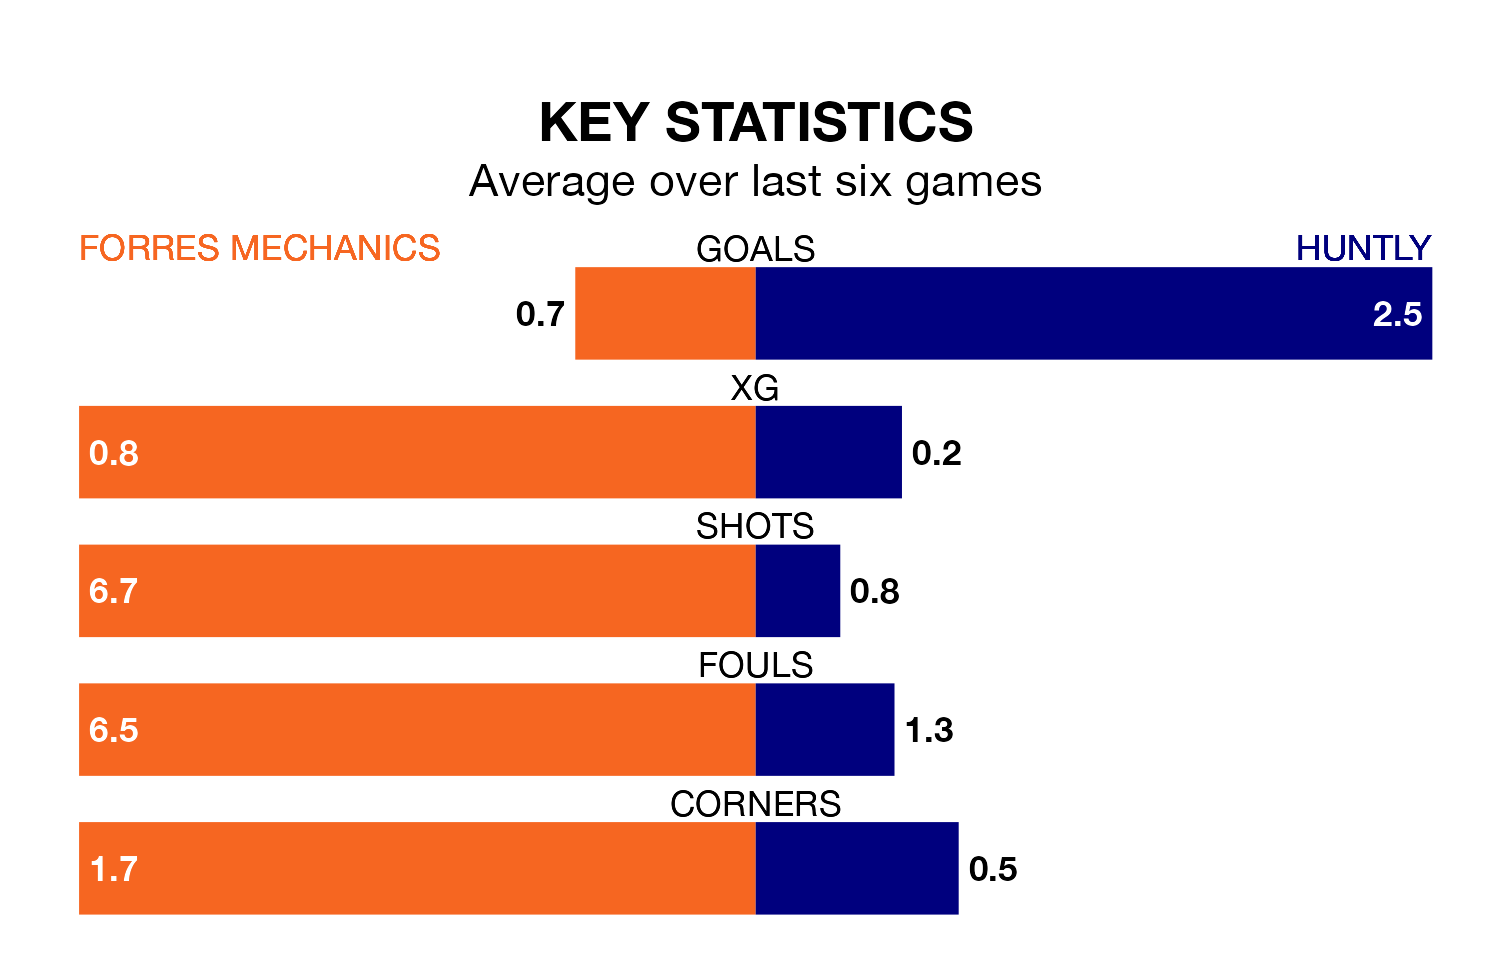 KEY STATISTICS
Average over last six games
FORRES MECHANICS GOALS HUNTLY
0.7 2.5
XG
0.8 0.2
SHOTS
6.7 0.8
FOULS
6.5 1.3
CORNERS
1.7 0.5